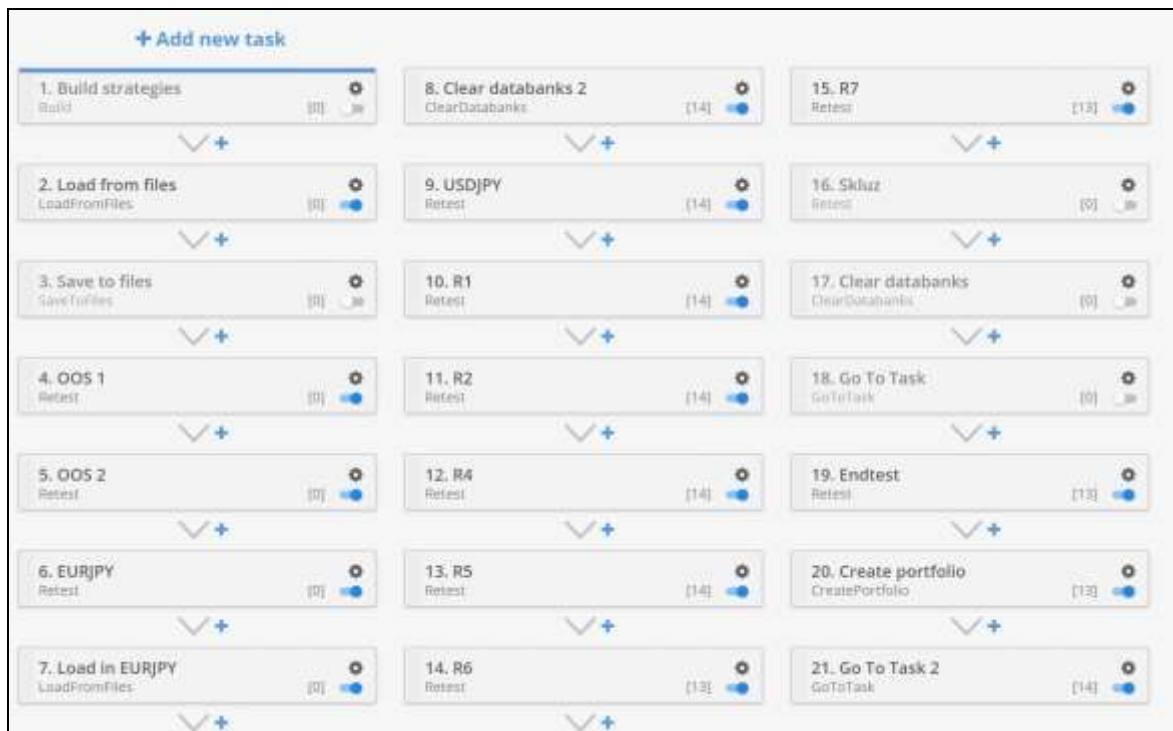 + Add new task
1. Build strategies
Build [0]
2. Load from files
LoadFromFiles [0]
3. Save to files
SaveToFiles [0]
4. OOS 1
Retest [0]
5. OOS 2
Retest [0]
6. EURJPY
Retest [0]
7. Load in EURJPY
LoadFromFiles [0]
8. Clear databanks 2
ClearDatabanks [14]
9. USDJPY
Retest [14]
10. R1
Retest [14]
11. R2
Retest [14]
12. R4
Retest [14]
13. R5
Retest [14]
14. R6
Retest [13]
15. R7
Retest [13]
16. Skluz
Retest [0]
17. Clear databanks
ClearDatabanks [0]
18. Go To Task
GoToTask [0]
19. Endtest
Retest [13]
20. Create portfolio
CreatePortfolio [13]
21. Go To Task 2
GoToTask [14]